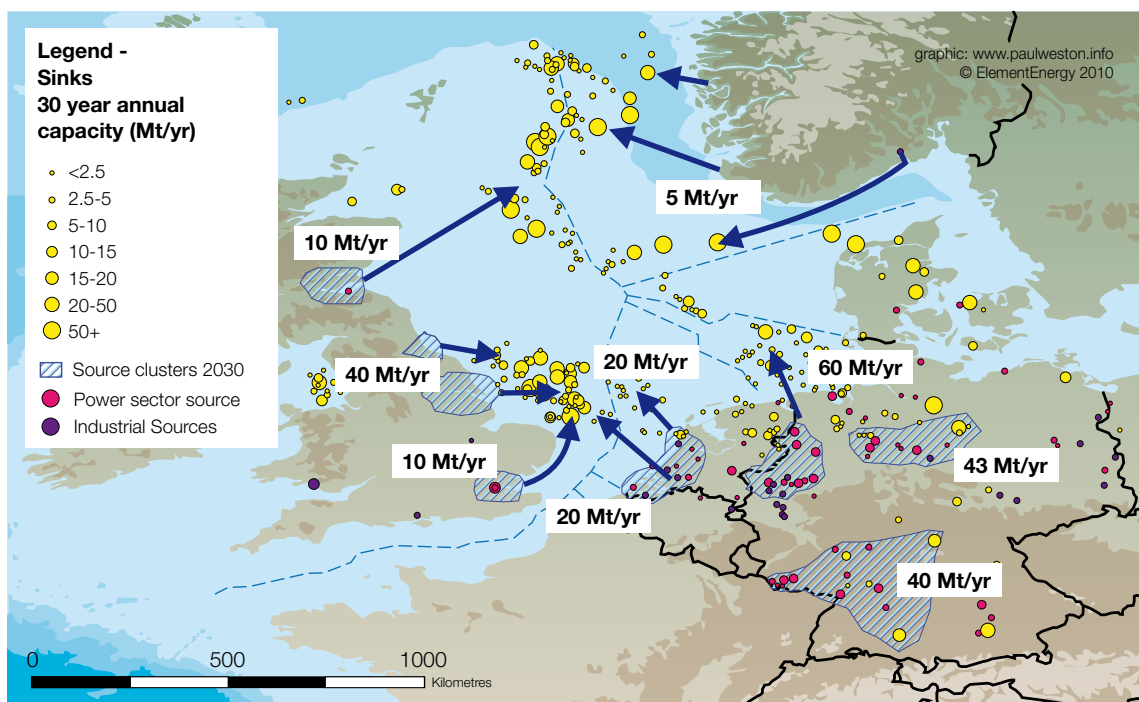 Legend -
Sinks
30 year annual
capacity (Mt/yr)
<2.5
2.5-5
5-10
10-15
15-20
20-50
50+
Source clusters 2030
Power sector source
Industrial Sources
graphic: www.paulweston.info
© ElementEnergy 2010
5 Mt/yr
10 Mt/yr
40 Mt/yr
20 Mt/yr
60 Mt/yr
10 Mt/yr
43 Mt/yr
20 Mt/yr
40 Mt/yr
0 500 1000
Kilometres